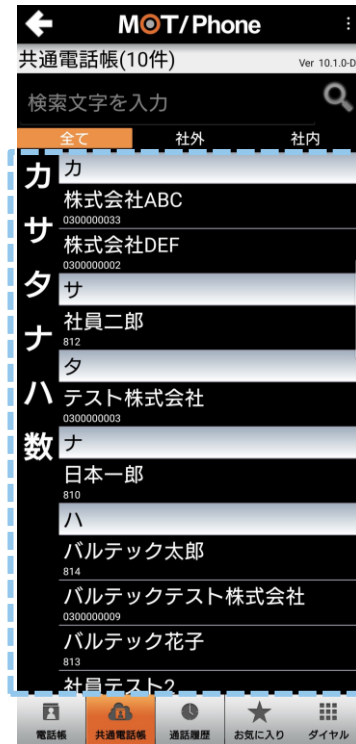 MOT/Phone
共通電話帳(10件)
Ver 10.1.0-D
検索文字を入力
全て 社外 社内
カ
サ
タ
ナ
ハ
数
カ
株式会社ABC
0300000033
株式会社DEF
0300000002
サ
社員二郎
812
タ
テスト株式会社
0300000003
ナ
日本一郎
810
ハ
バルテック太郎
814
バルテックテスト株式会社
0300000009
バルテック花子
813
社員テスト2
電話帳 共通電話帳 通話履歴 お気に入り ダイヤル